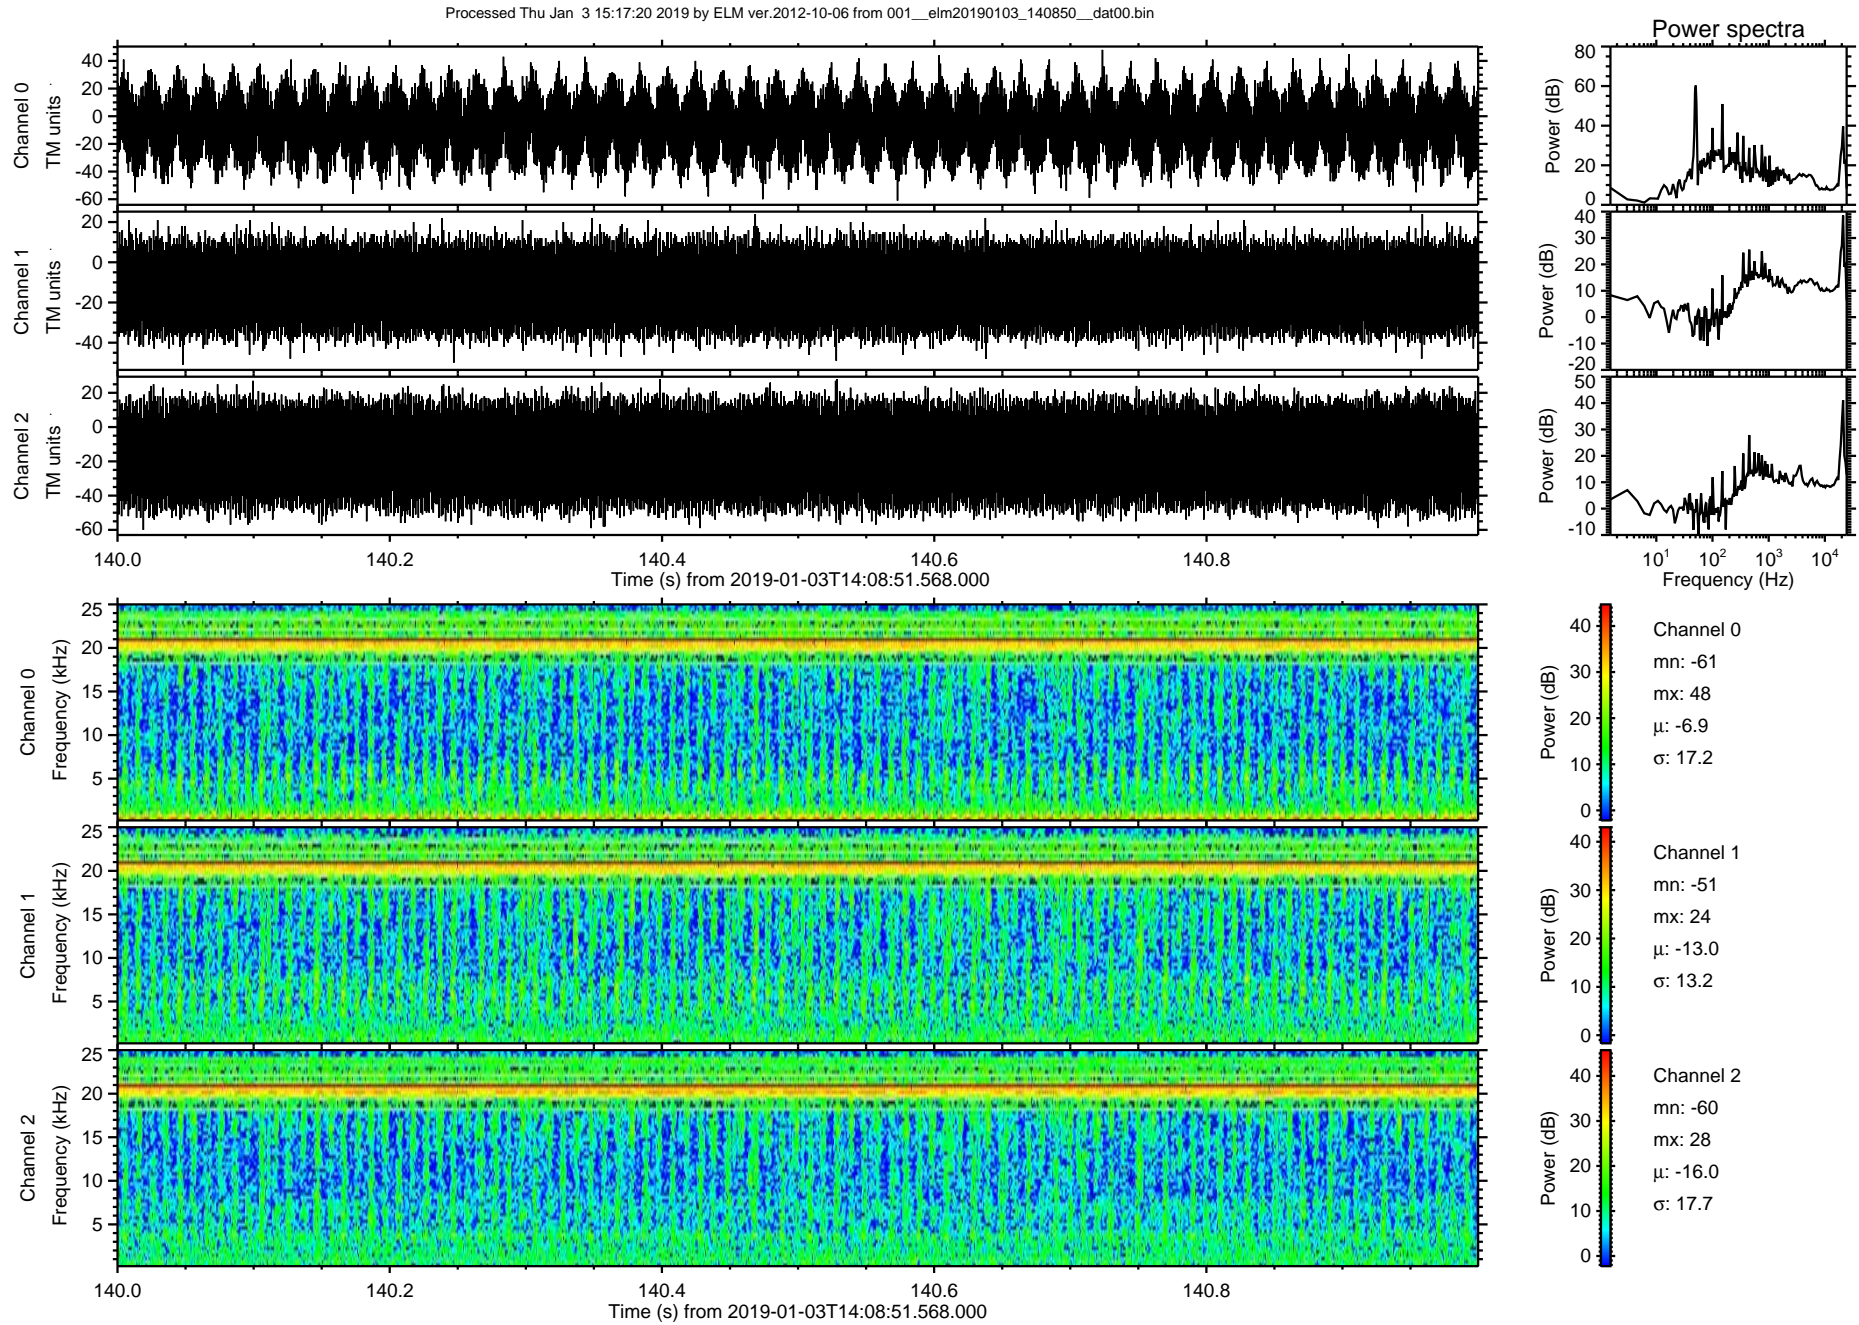 Processed Thu Jan  3 15:17:20 2019 by ELM ver.2012-10-06 from 001__elm20190103_140850__dat00.bin
Power spectra
Channel 0
TM units
40
20
0
-20
-40
-60
Power (dB)
80
60
40
20
0
Channel 1
TM units
20
0
-20
-40
Power (dB)
40
30
20
10
0
-10
-20
Channel 2
TM units
20
0
-20
-40
-60
Power (dB)
50
40
30
20
10
0
-10
140.0 140.2 140.4 140.6 140.8
Time (s) from 2019-01-03T14:08:51.568.000
10¹ 10² 10³ 10⁴
Frequency (Hz)
Channel 0
Frequency (kHz)
25
20
15
10
5
Power (dB)
40
30
20
10
0
Channel 0
mn: -61
mx: 48
μ: -6.9
σ: 17.2
Channel 1
Frequency (kHz)
25
20
15
10
5
Power (dB)
40
30
20
10
0
Channel 1
mn: -51
mx: 24
μ: -13.0
σ: 13.2
Channel 2
Frequency (kHz)
25
20
15
10
5
Power (dB)
40
30
20
10
0
Channel 2
mn: -60
mx: 28
μ: -16.0
σ: 17.7
140.0 140.2 140.4 140.6 140.8
Time (s) from 2019-01-03T14:08:51.568.000